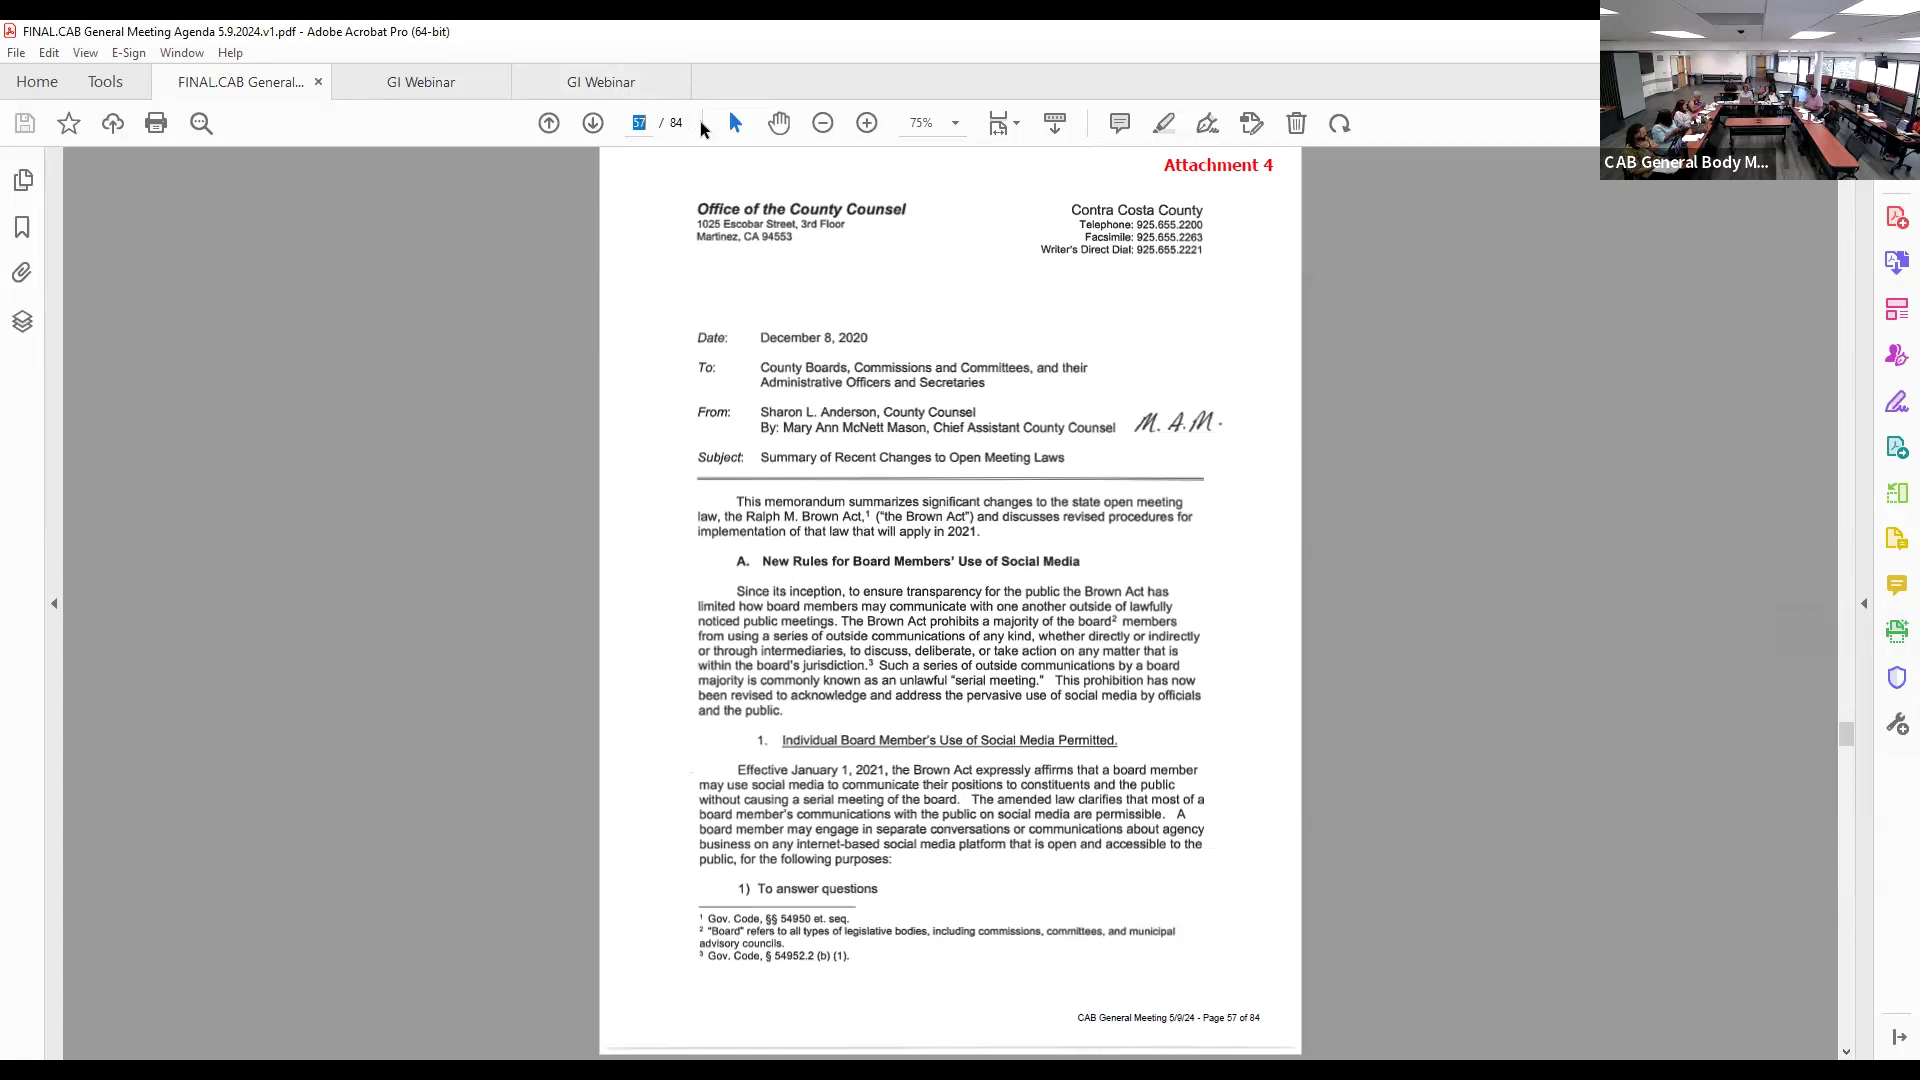 FINAL.CAB General Meeting Agenda 5.9.2024.v1.pdf - Adobe Acrobat Pro (64-bit)
File Edit View E-Sign Window Help
Home Tools FINAL.CAB General... × GI Webinar GI Webinar
57 / 84 75%
CAB General Body M...
Attachment 4
Office of the County Counsel
1025 Escobar Street, 3rd Floor
Martinez, CA 94553
Contra Costa County
Telephone: 925.655.2200
Facsimile: 925.655.2263
Writer's Direct Dial: 925.655.2221
Date: December 8, 2020
To: County Boards, Commissions and Committees, and their
Administrative Officers and Secretaries
From: Sharon L. Anderson, County Counsel
By: Mary Ann McNett Mason, Chief Assistant County Counsel M. A.M.
Subject: Summary of Recent Changes to Open Meeting Laws
This memorandum summarizes significant changes to the state open meeting
law, the Ralph M. Brown Act,¹ ("the Brown Act") and discusses revised procedures for
implementation of that law that will apply in 2021.
A. New Rules for Board Members' Use of Social Media
Since its inception, to ensure transparency for the public the Brown Act has
limited how board members may communicate with one another outside of lawfully
noticed public meetings. The Brown Act prohibits a majority of the board² members
from using a series of outside communications of any kind, whether directly or indirectly
or through intermediaries, to discuss, deliberate, or take action on any matter that is
within the board's jurisdiction.³ Such a series of outside communications by a board
majority is commonly known as an unlawful "serial meeting." This prohibition has now
been revised to acknowledge and address the pervasive use of social media by officials
and the public.
1. Individual Board Member's Use of Social Media Permitted.
Effective January 1, 2021, the Brown Act expressly affirms that a board member
may use social media to communicate their positions to constituents and the public
without causing a serial meeting of the board. The amended law clarifies that most of a
board member's communications with the public on social media are permissible. A
board member may engage in separate conversations or communications about agency
business on any internet-based social media platform that is open and accessible to the
public, for the following purposes:
1) To answer questions
¹ Gov. Code, §§ 54950 et. seq.
² "Board" refers to all types of legislative bodies, including commissions, committees, and municipal
advisory councils.
³ Gov. Code, § 54952.2 (b) (1).
CAB General Meeting 5/9/24 - Page 57 of 84